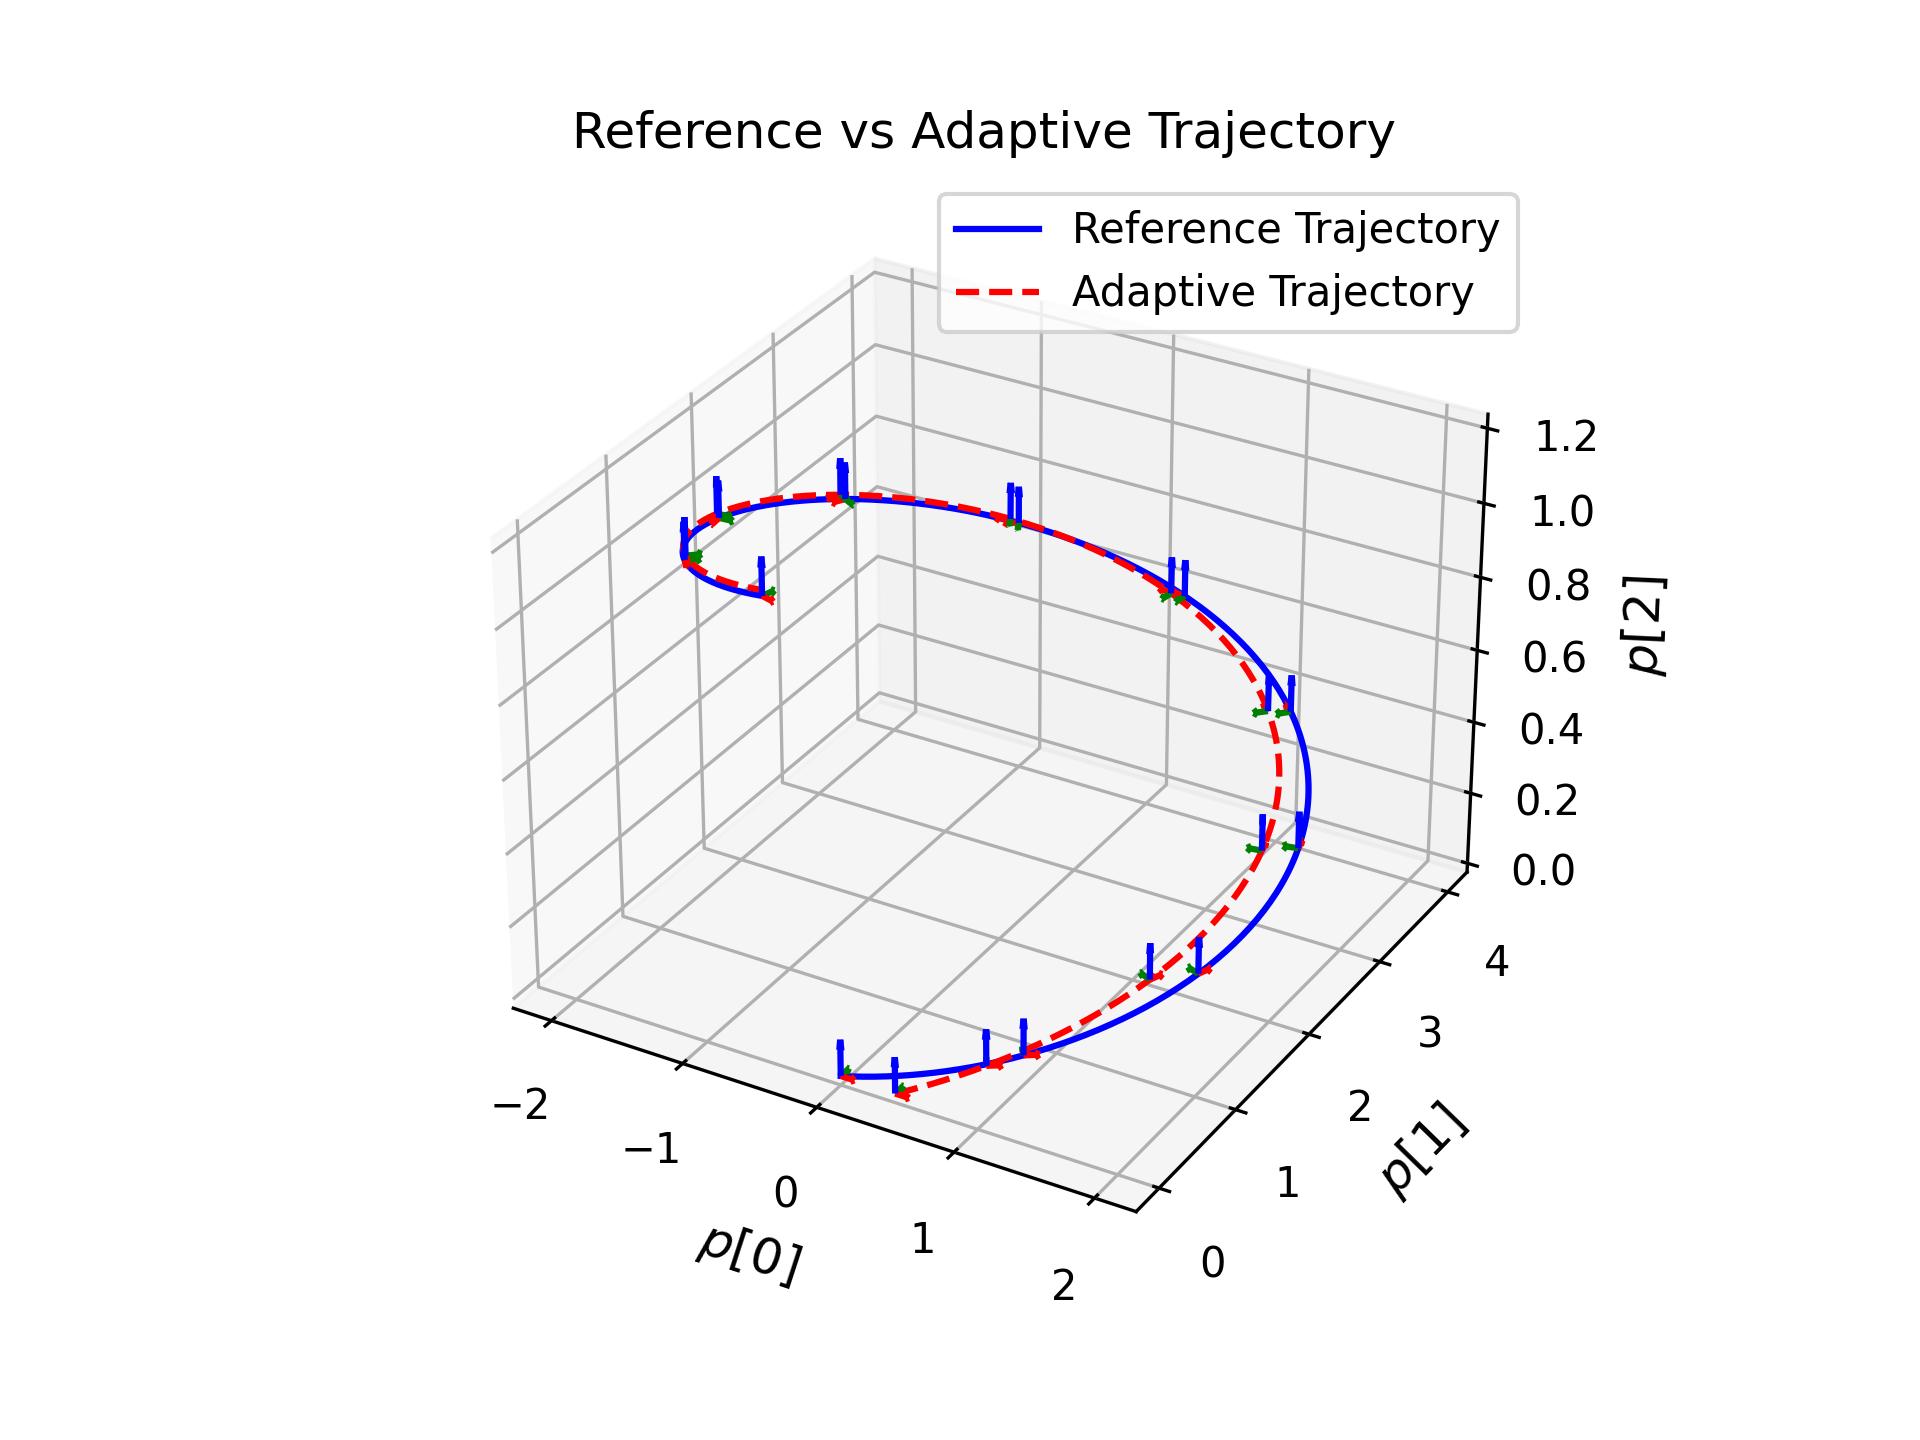 Reference vs Adaptive Trajectory
Reference Trajectory
Adaptive Trajectory
1.2
1.0
0.8
0.6
0.4
0.2
0.0
p[2]
4
3
2
1
0
p[1]
−2
−1
0
1
2
p[0]